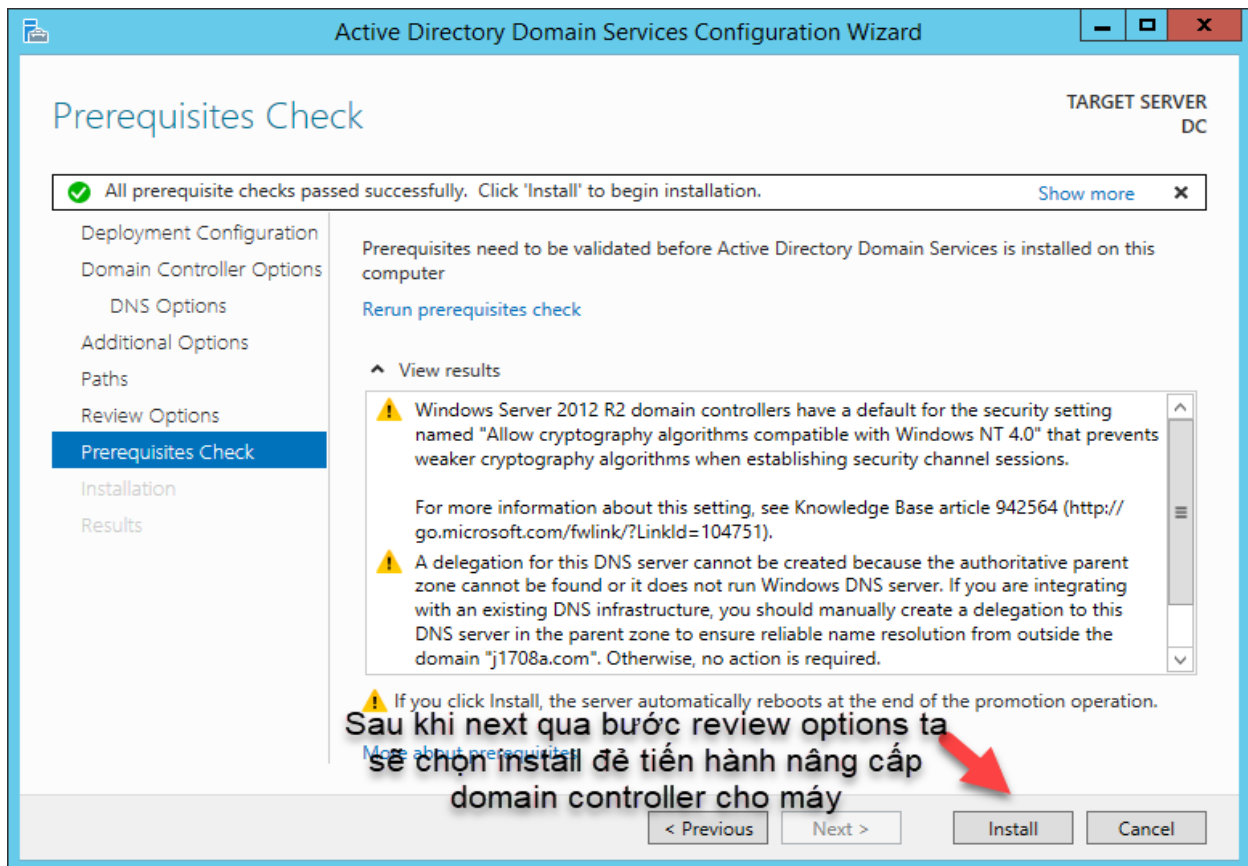 Active Directory Domain Services Configuration Wizard
Prerequisites Check
TARGET SERVER
DC
All prerequisite checks passed successfully. Click 'Install' to begin installation.
Show more
Deployment Configuration
Domain Controller Options
DNS Options
Additional Options
Paths
Review Options
Prerequisites Check
Installation
Results
Prerequisites need to be validated before Active Directory Domain Services is installed on this
computer
Rerun prerequisites check
View results
Windows Server 2012 R2 domain controllers have a default for the security setting
named "Allow cryptography algorithms compatible with Windows NT 4.0" that prevents
weaker cryptography algorithms when establishing security channel sessions.
For more information about this setting, see Knowledge Base article 942564 (http://
go.microsoft.com/fwlink/?LinkId=104751).
A delegation for this DNS server cannot be created because the authoritative parent
zone cannot be found or it does not run Windows DNS server. If you are integrating
with an existing DNS infrastructure, you should manually create a delegation to this
DNS server in the parent zone to ensure reliable name resolution from outside the
domain "j1708a.com". Otherwise, no action is required.
If you click Install, the server automatically reboots at the end of the promotion operation.
More about prerequisites
Sau khi next qua bước review options ta
sẽ chọn install đẻ tiến hành nâng cấp
domain controller cho máy
< Previous
Next >
Install
Cancel